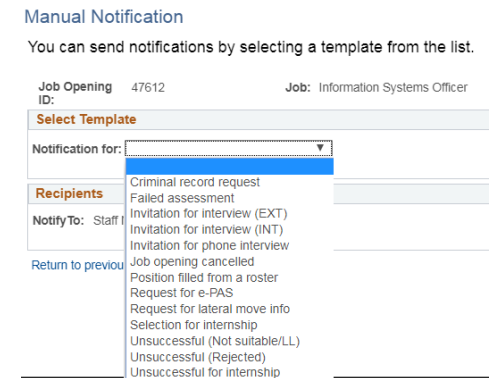 Manual Notification
You can send notifications by selecting a template from the list.
Job Opening ID: 47612 Job: Information Systems Officer
Select Template
Notification for:
Criminal record request
Failed assessment
Invitation for interview (EXT)
Invitation for interview (INT)
Invitation for phone interview
Job opening cancelled
Position filled from a roster
Request for e-PAS
Request for lateral move info
Selection for internship
Unsuccessful (Not suitable/LL)
Unsuccessful (Rejected)
Unsuccessful for internship
Recipients
NotifyTo: Staff
Return to